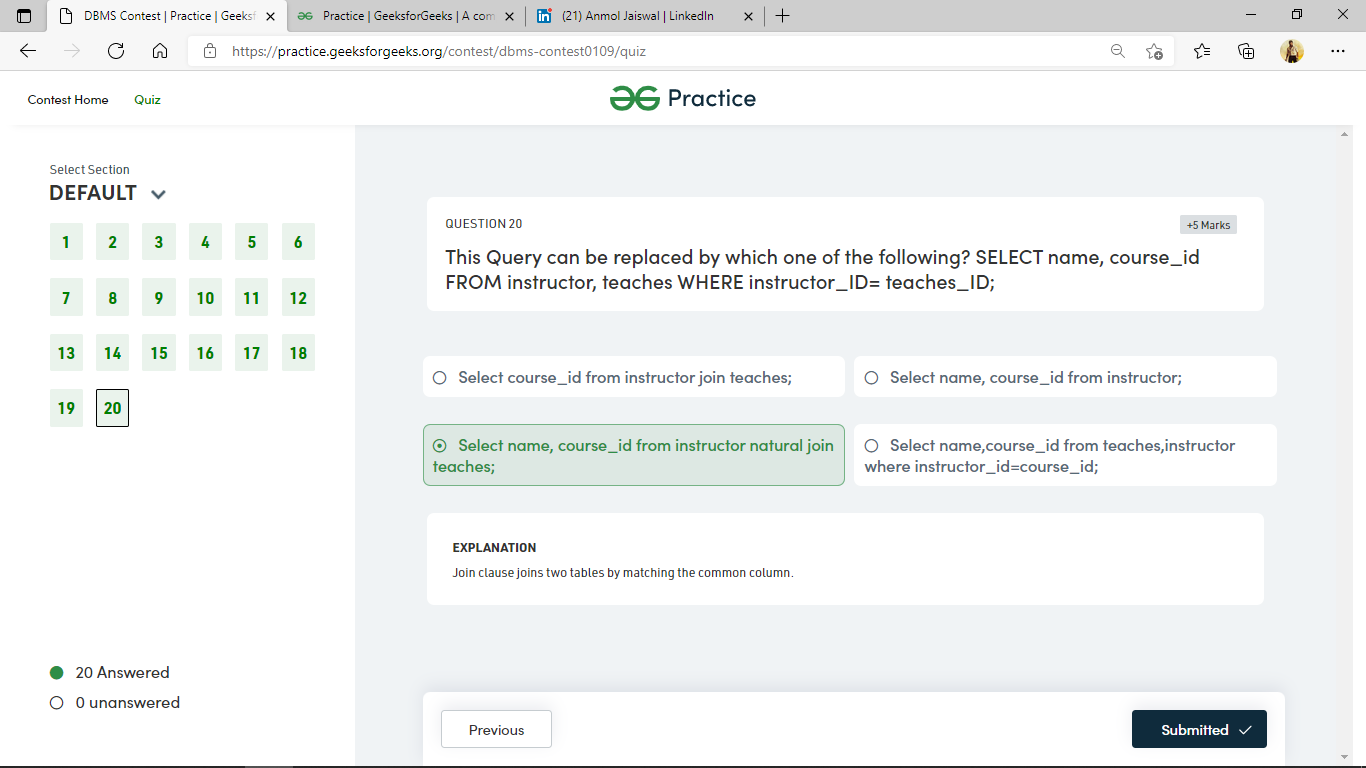 DBMS Contest | Practice | Geeksf
Practice | GeeksforGeeks | A com
(21) Anmol Jaiswal | LinkedIn
https://practice.geeksforgeeks.org/contest/dbms-contest0109/quiz
Contest Home Quiz
Practice
Select Section
DEFAULT
1 2 3 4 5 6
7 8 9 10 11 12
13 14 15 16 17 18
19 20
20 Answered
0 unanswered
QUESTION 20
+5 Marks
This Query can be replaced by which one of the following? SELECT name, course_id
FROM instructor, teaches WHERE instructor_ID= teaches_ID;
Select course_id from instructor join teaches;
Select name, course_id from instructor;
Select name, course_id from instructor natural join
teaches;
Select name,course_id from teaches,instructor
where instructor_id=course_id;
EXPLANATION
Join clause joins two tables by matching the common column.
Previous
Submitted